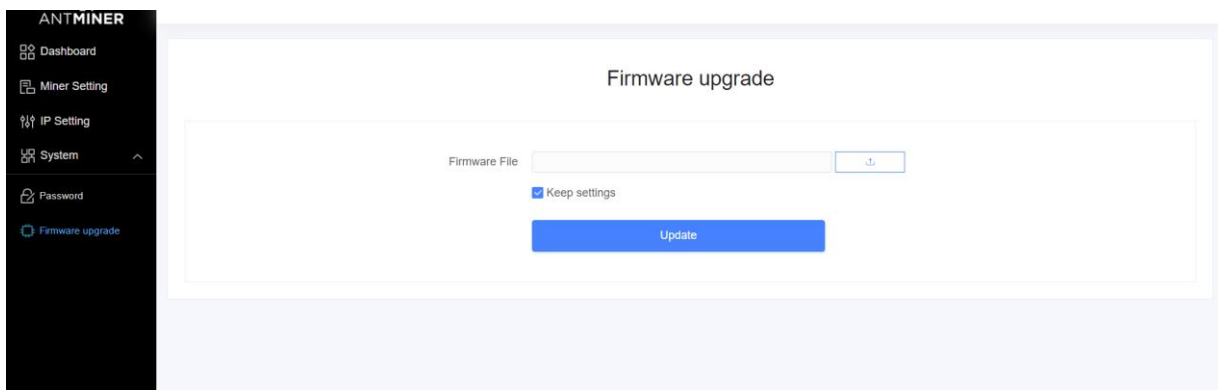 ANTMINER
Dashboard
Miner Setting
IP Setting
System
Password
Firmware upgrade
Firmware upgrade
Firmware File
Keep settings
Update